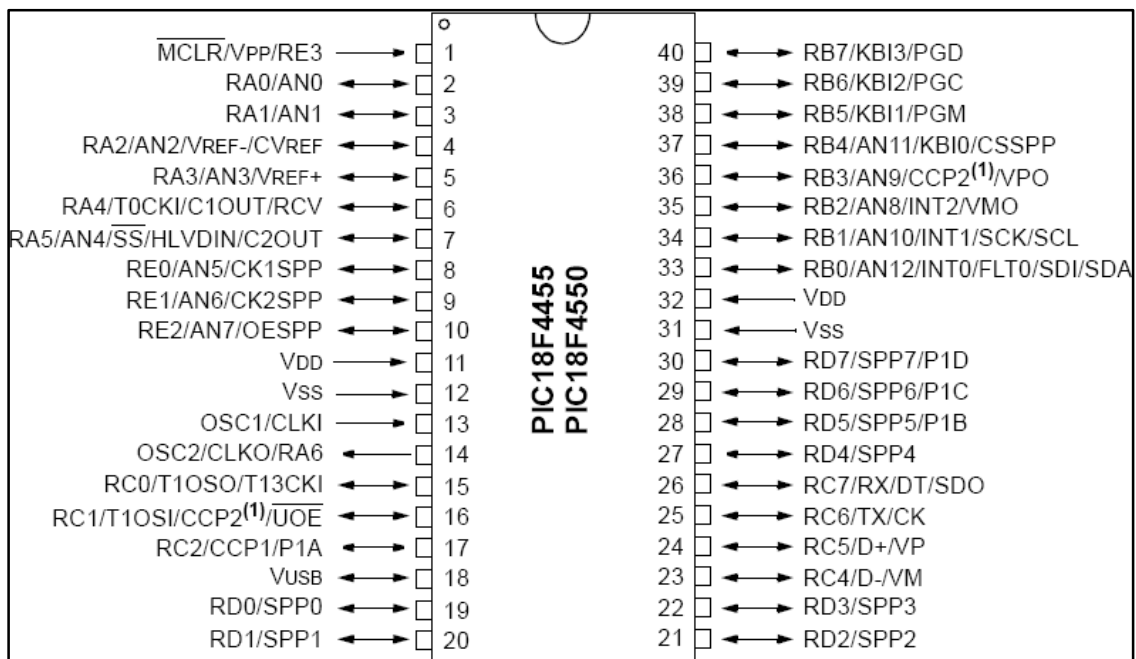 MCLR/VPP/RE3 1
RA0/AN0 2
RA1/AN1 3
RA2/AN2/VREF-/CVREF 4
RA3/AN3/VREF+ 5
RA4/T0CKI/C1OUT/RCV 6
RA5/AN4/SS/HLVDIN/C2OUT 7
RE0/AN5/CK1SPP 8
RE1/AN6/CK2SPP 9
RE2/AN7/OESPP 10
VDD 11
VSS 12
OSC1/CLKI 13
OSC2/CLKO/RA6 14
RC0/T1OSO/T13CKI 15
RC1/T1OSI/CCP2(1)/UOE 16
RC2/CCP1/P1A 17
VUSB 18
RD0/SPP0 19
RD1/SPP1 20
PIC18F4455
PIC18F4550
40 RB7/KBI3/PGD
39 RB6/KBI2/PGC
38 RB5/KBI1/PGM
37 RB4/AN11/KBI0/CSSPP
36 RB3/AN9/CCP2(1)/VPO
35 RB2/AN8/INT2/VMO
34 RB1/AN10/INT1/SCK/SCL
33 RB0/AN12/INT0/FLT0/SDI/SDA
32 VDD
31 VSS
30 RD7/SPP7/P1D
29 RD6/SPP6/P1C
28 RD5/SPP5/P1B
27 RD4/SPP4
26 RC7/RX/DT/SDO
25 RC6/TX/CK
24 RC5/D+/VP
23 RC4/D-/VM
22 RD3/SPP3
21 RD2/SPP2